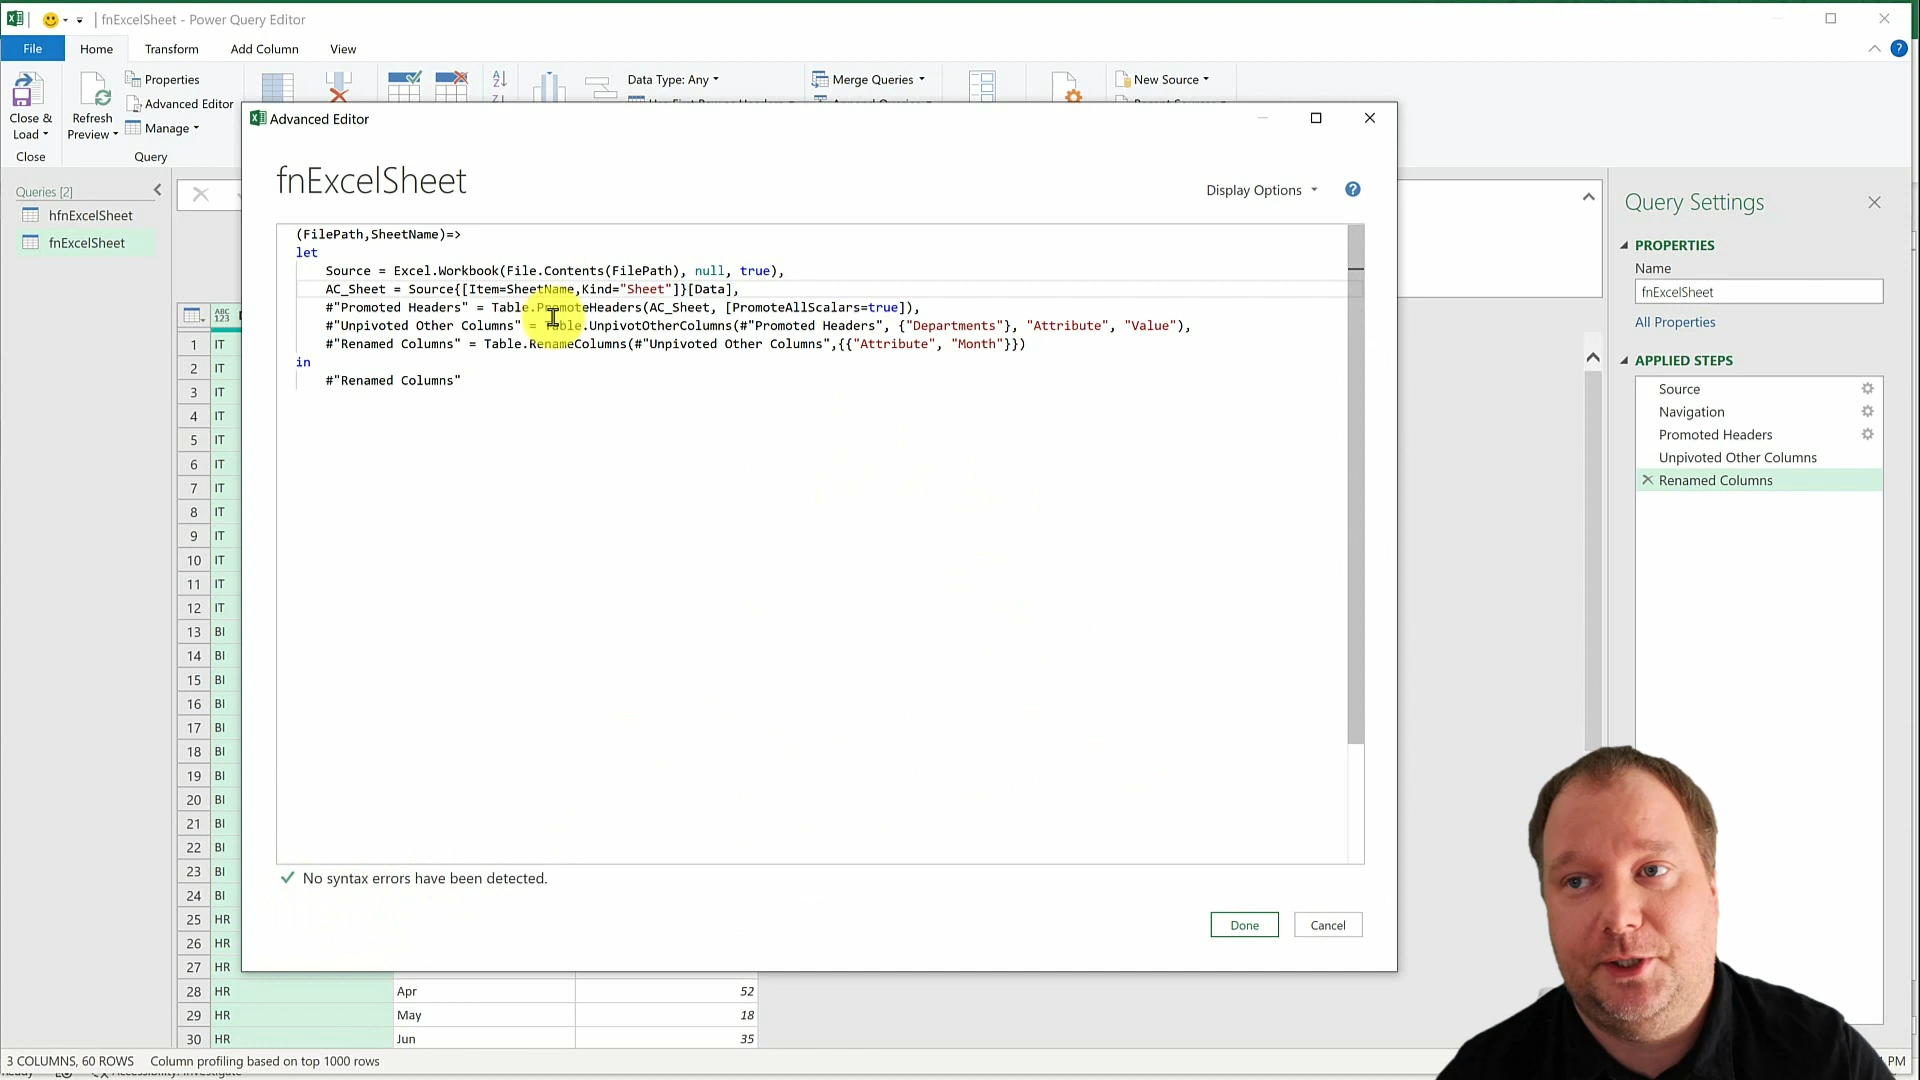 fnExcelSheet - Power Query Editor
File
Home
Transform
Add Column
View
Close &
Load
Close
Refresh
Preview
Properties
Advanced Editor
Manage
Query
Data Type: Any
Merge Queries
New Source
Advanced Editor
fnExcelSheet
Display Options
(FilePath,SheetName)=>
let
Source = Excel.Workbook(File.Contents(FilePath), null, true),
AC_Sheet = Source{[Item=SheetName,Kind="Sheet"]}[Data],
#"Promoted Headers" = Table.PromoteHeaders(AC_Sheet, [PromoteAllScalars=true]),
#"Unpivoted Other Columns" = Table.UnpivotOtherColumns(#"Promoted Headers", {"Departments"}, "Attribute", "Value"),
#"Renamed Columns" = Table.RenameColumns(#"Unpivoted Other Columns",{{"Attribute", "Month"}})
in
#"Renamed Columns"
No syntax errors have been detected.
Done
Cancel
Queries [2]
hfnExcelSheet
fnExcelSheet
ABC
123
1 IT
2 IT
3 IT
4 IT
5 IT
6 IT
7 IT
8 IT
9 IT
10 IT
11 IT
12 IT
13 BI
14 BI
15 BI
16 BI
17 BI
18 BI
19 BI
20 BI
21 BI
22 BI
23 BI
24 BI
25 HR
26 HR
27 HR
28 HR Apr 52
29 HR May 18
30 HR Jun 35
Query Settings
PROPERTIES
Name
fnExcelSheet
All Properties
APPLIED STEPS
Source
Navigation
Promoted Headers
Unpivoted Other Columns
Renamed Columns
3 COLUMNS, 60 ROWS
Column profiling based on top 1000 rows
PM